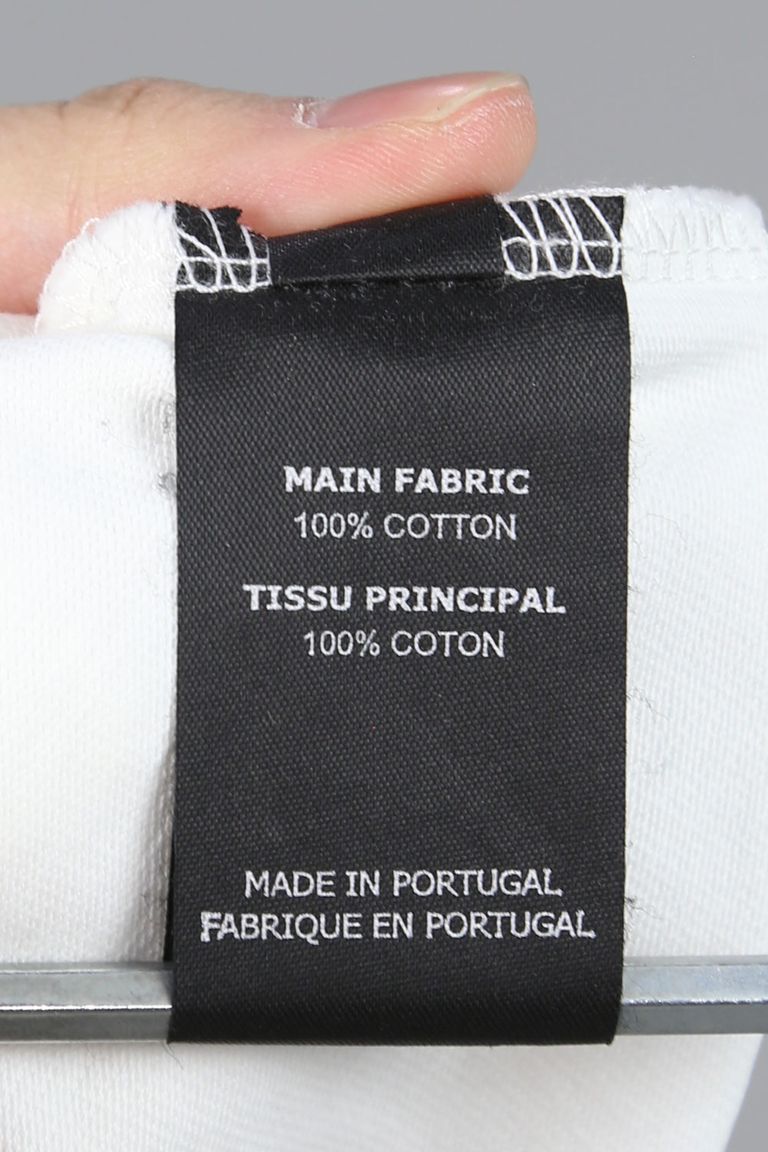 MAIN FABRIC
100% COTTON
TISSU PRINCIPAL
100% COTON
MADE IN PORTUGAL
FABRIQUE EN PORTUGAL